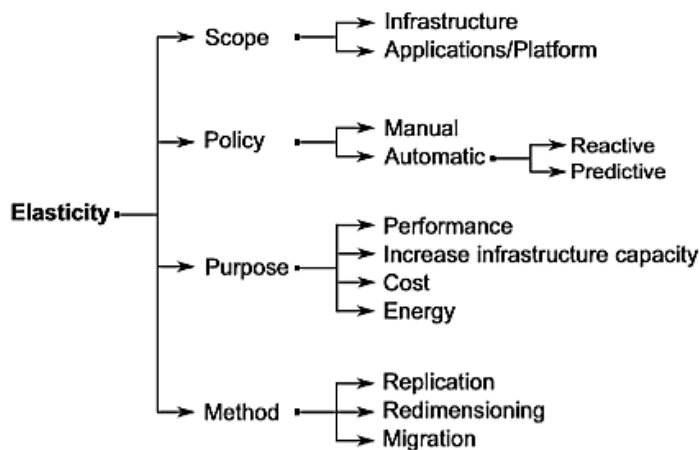 Elasticity
Scope
Infrastructure
Applications/Platform
Policy
Manual
Automatic
Reactive
Predictive
Purpose
Performance
Increase infrastructure capacity
Cost
Energy
Method
Replication
Redimensioning
Migration